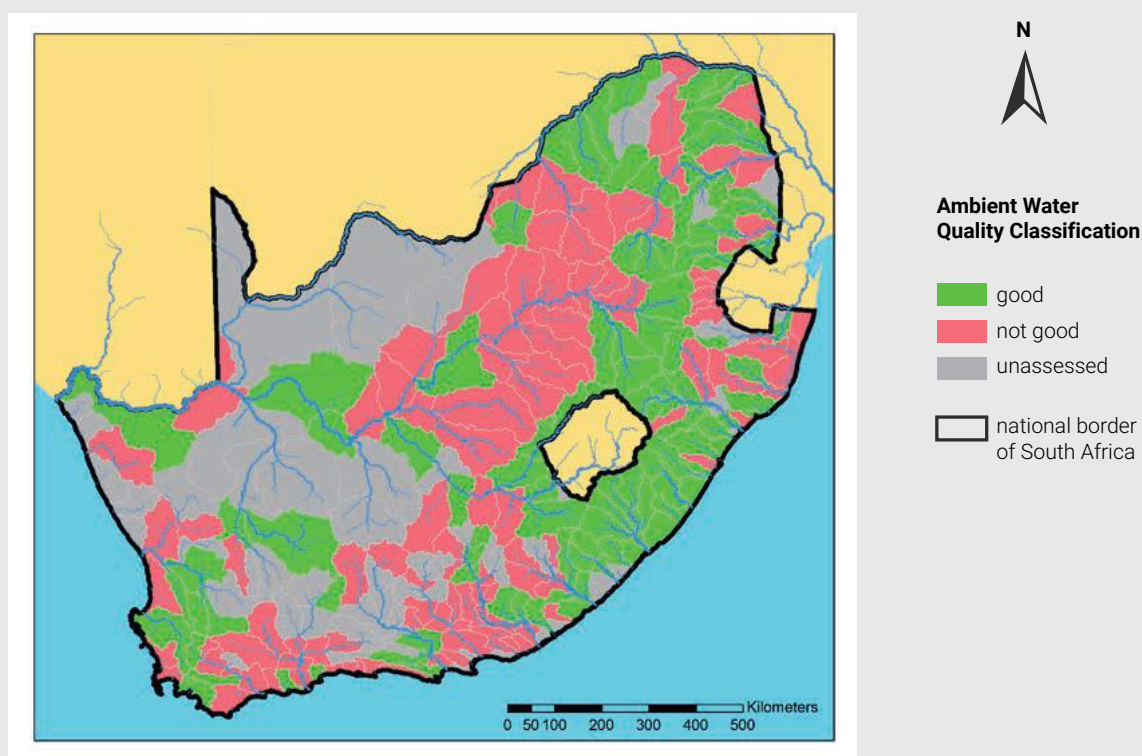 N
Ambient Water
Quality Classification
good
not good
unassessed
national border
of South Africa
Kilometers
0 50 100 200 300 400 500